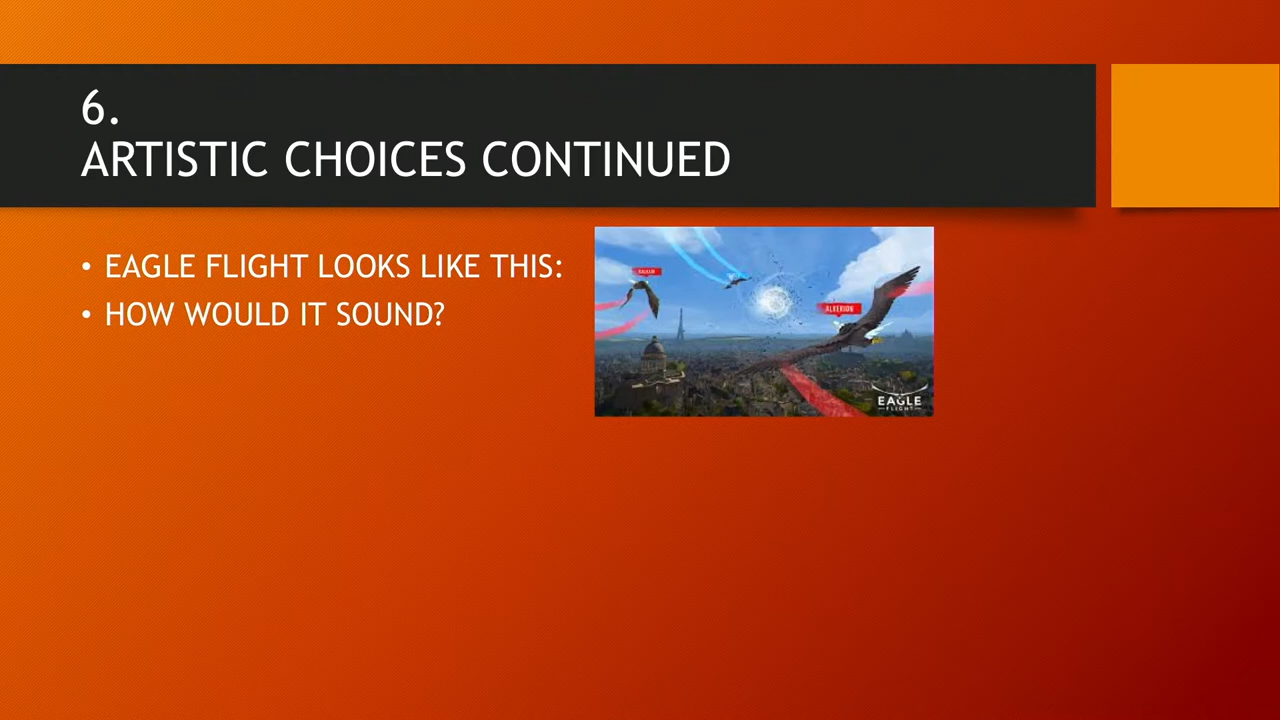 6.
ARTISTIC CHOICES CONTINUED
• EAGLE FLIGHT LOOKS LIKE THIS:
• HOW WOULD IT SOUND?
ALKERION
EAGLE
FLIGHT